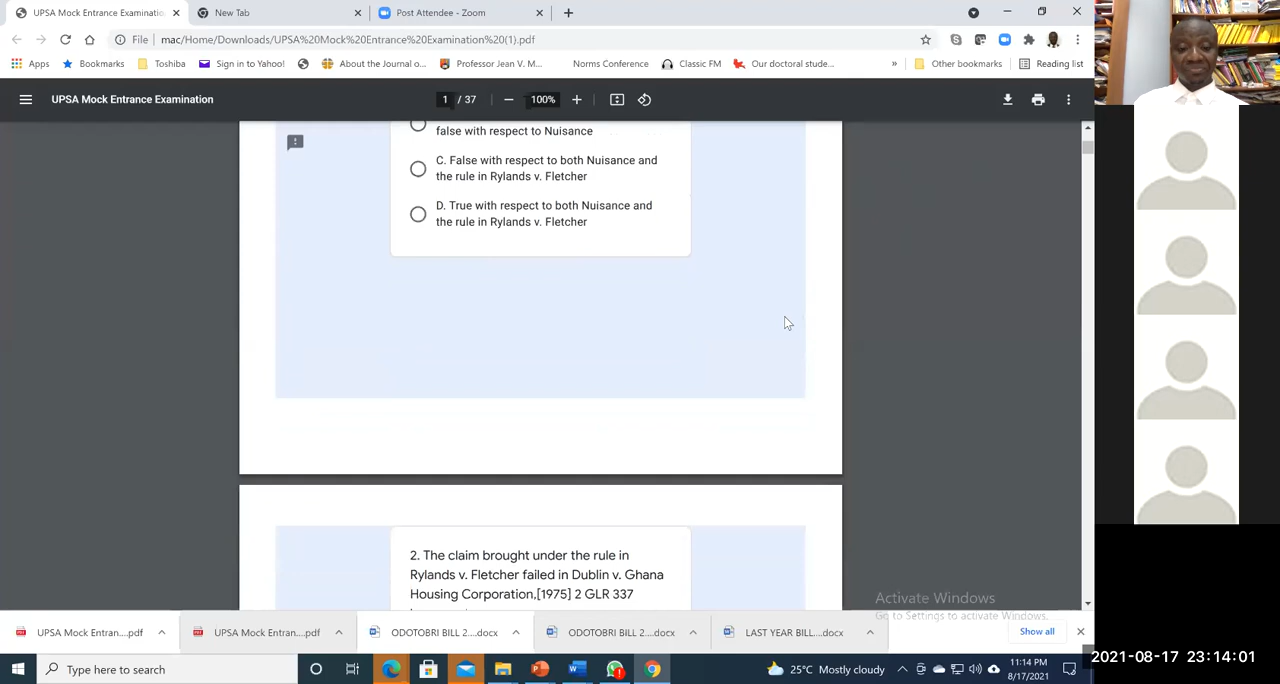 UPSA Mock Entrance Examinatio
New Tab
Post Attendee - Zoom
File
mac/Home/Downloads/UPSA%20Mock%20Entrance%20Examination%20(1).pdf
Apps
Bookmarks
Toshiba
Sign in to Yahoo!
About the Journal o...
Professor Jean V. M...
Norms Conference
Classic FM
Our doctoral stude...
»
Other bookmarks
Reading list
UPSA Mock Entrance Examination
1 / 37
100%
false with respect to Nuisance
C. False with respect to both Nuisance and
the rule in Rylands v. Fletcher
D. True with respect to both Nuisance and
the rule in Rylands v. Fletcher
2. The claim brought under the rule in
Rylands v. Fletcher failed in Dublin v. Ghana
Housing Corporation,[1975] 2 GLR 337
Activate Windows
Go to Settings to activate Windows.
UPSA Mock Entran....pdf
UPSA Mock Entran....pdf
ODOTOBRI BILL 2....docx
ODOTOBRI BILL 2....docx
LAST YEAR BILL....docx
Show all
Type here to search
25°C Mostly cloudy
11:14 PM
8/17/2021
2021-08-17 23:14:01